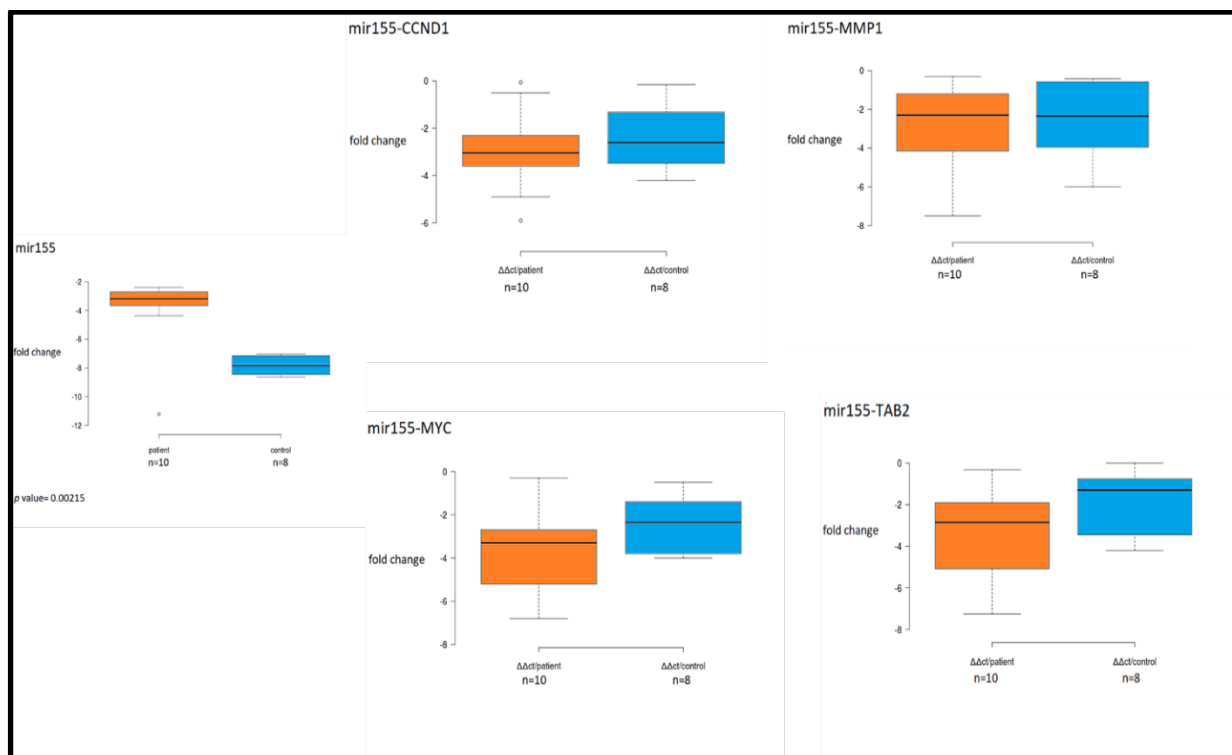 mir155-CCND1
0
-2
-4
-6
fold change
ΔΔct/patient
n=10
ΔΔct/control
n=8
mir155-MMP1
0
-2
-4
-6
-8
fold change
ΔΔct/patient
n=10
ΔΔct/control
n=8
mir155
-2
-4
-6
-8
-10
-12
fold change
patient
n=10
control
n=8
p value= 0.00215
mir155-MYC
0
-2
-4
-6
-8
fold change
ΔΔct/patient
n=10
ΔΔct/control
n=8
mir155-TAB2
0
-2
-4
-6
-8
fold change
ΔΔct/patient
n=10
ΔΔct/control
n=8